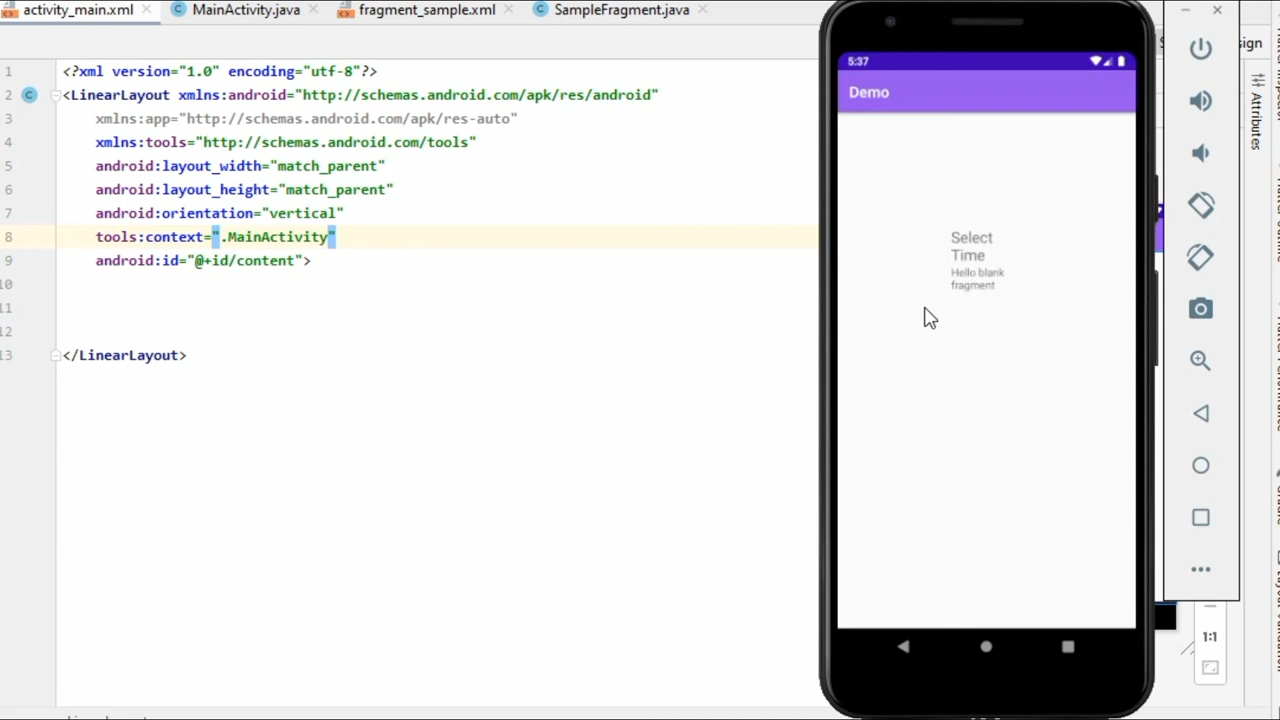 activity_main.xml MainActivity.java fragment_sample.xml SampleFragment.java
1 <?xml version="1.0" encoding="utf-8"?>
2 <LinearLayout xmlns:android="http://schemas.android.com/apk/res/android"
3 xmlns:app="http://schemas.android.com/apk/res-auto"
4 xmlns:tools="http://schemas.android.com/tools"
5 android:layout_width="match_parent"
6 android:layout_height="match_parent"
7 android:orientation="vertical"
8 tools:context=".MainActivity"
9 android:id="@+id/content">
10
11
12
13 </LinearLayout>
5:37
Demo
Select
Time
Hello blank
fragment
Attributes
1:1